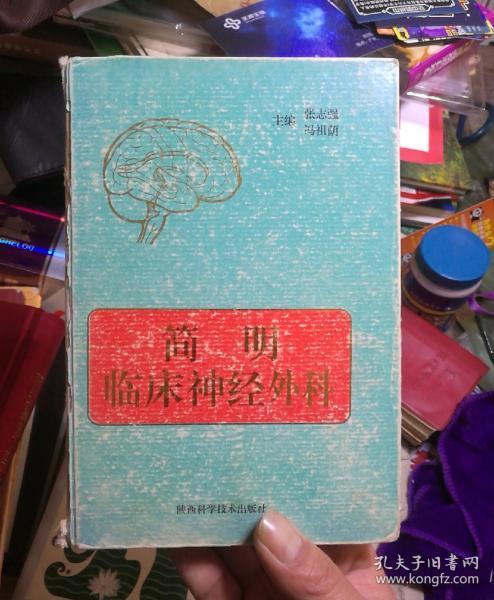 主编 张志强
冯祖荫
简 明
临床神经外科
陕西科学技术出版社
孔夫子旧书网
www.kongfz.com